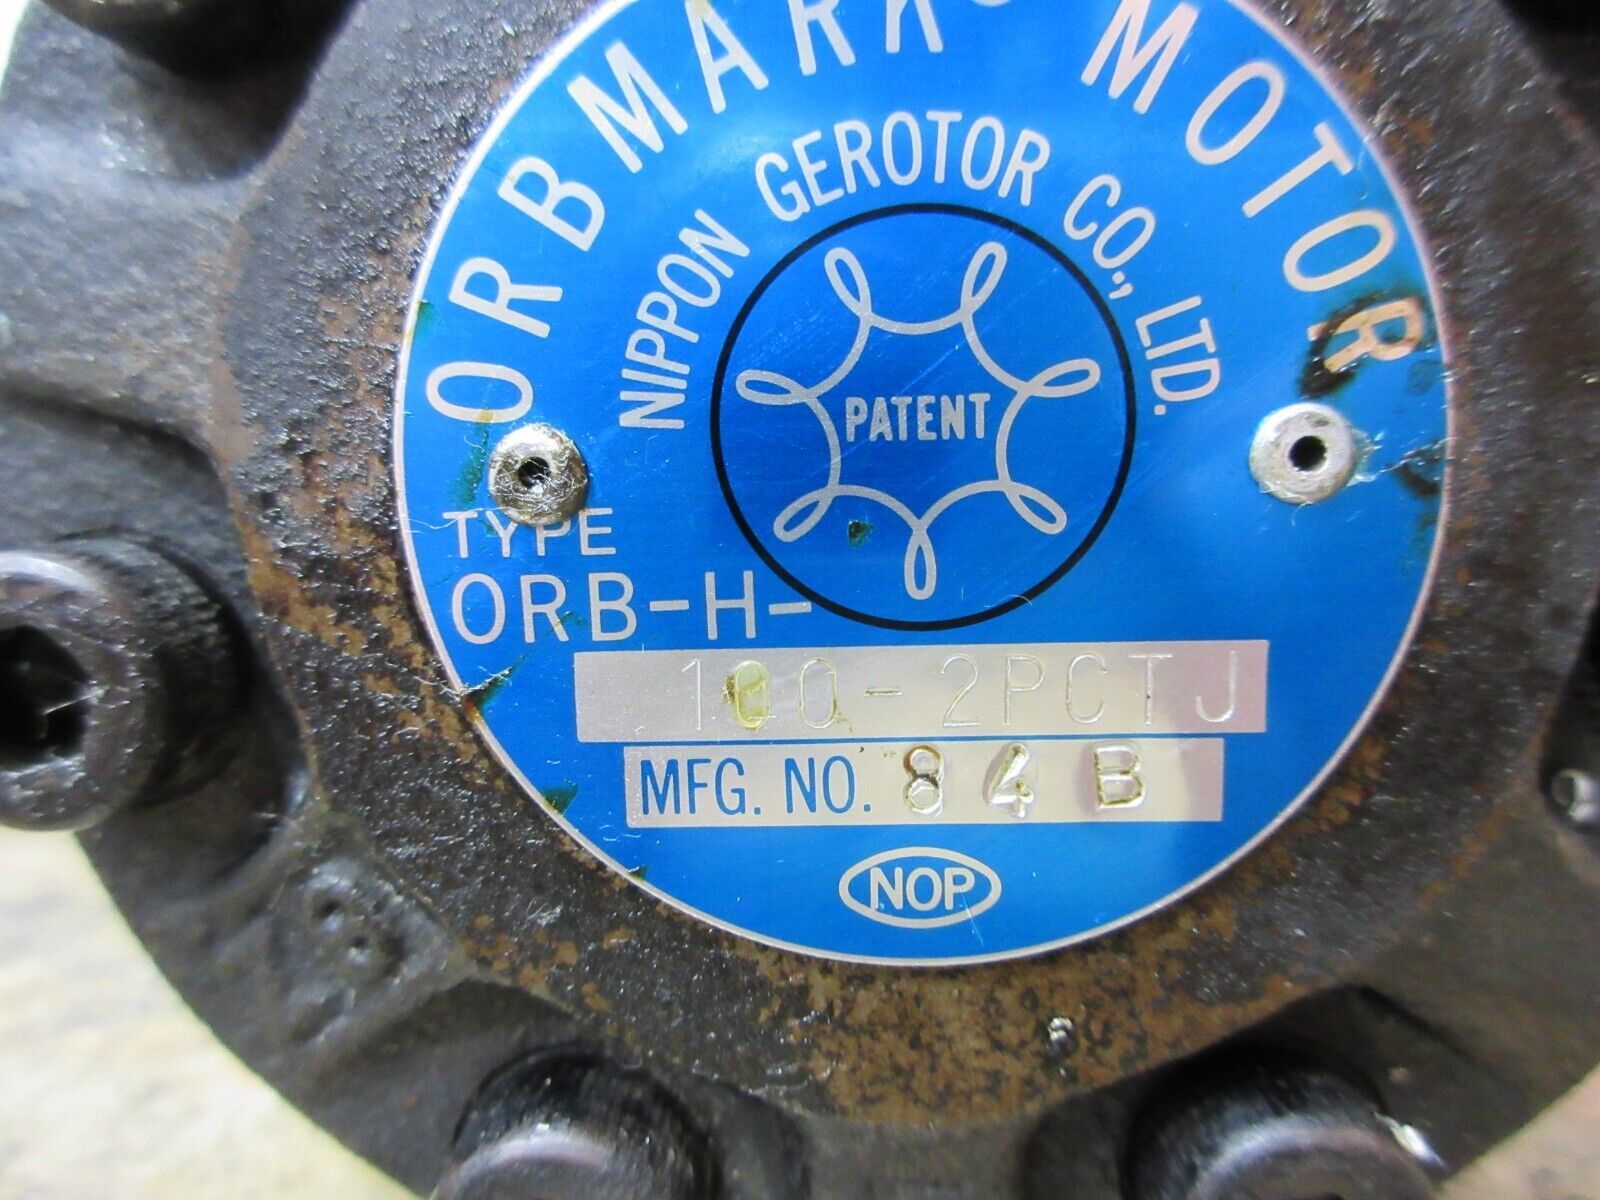 ORBMARK MOTOR
NIPPON GEROTOR CO., LTD.
PATENT
TYPE
ORB-H-
100-2PCTJ
MFG. NO. 84B
NOP